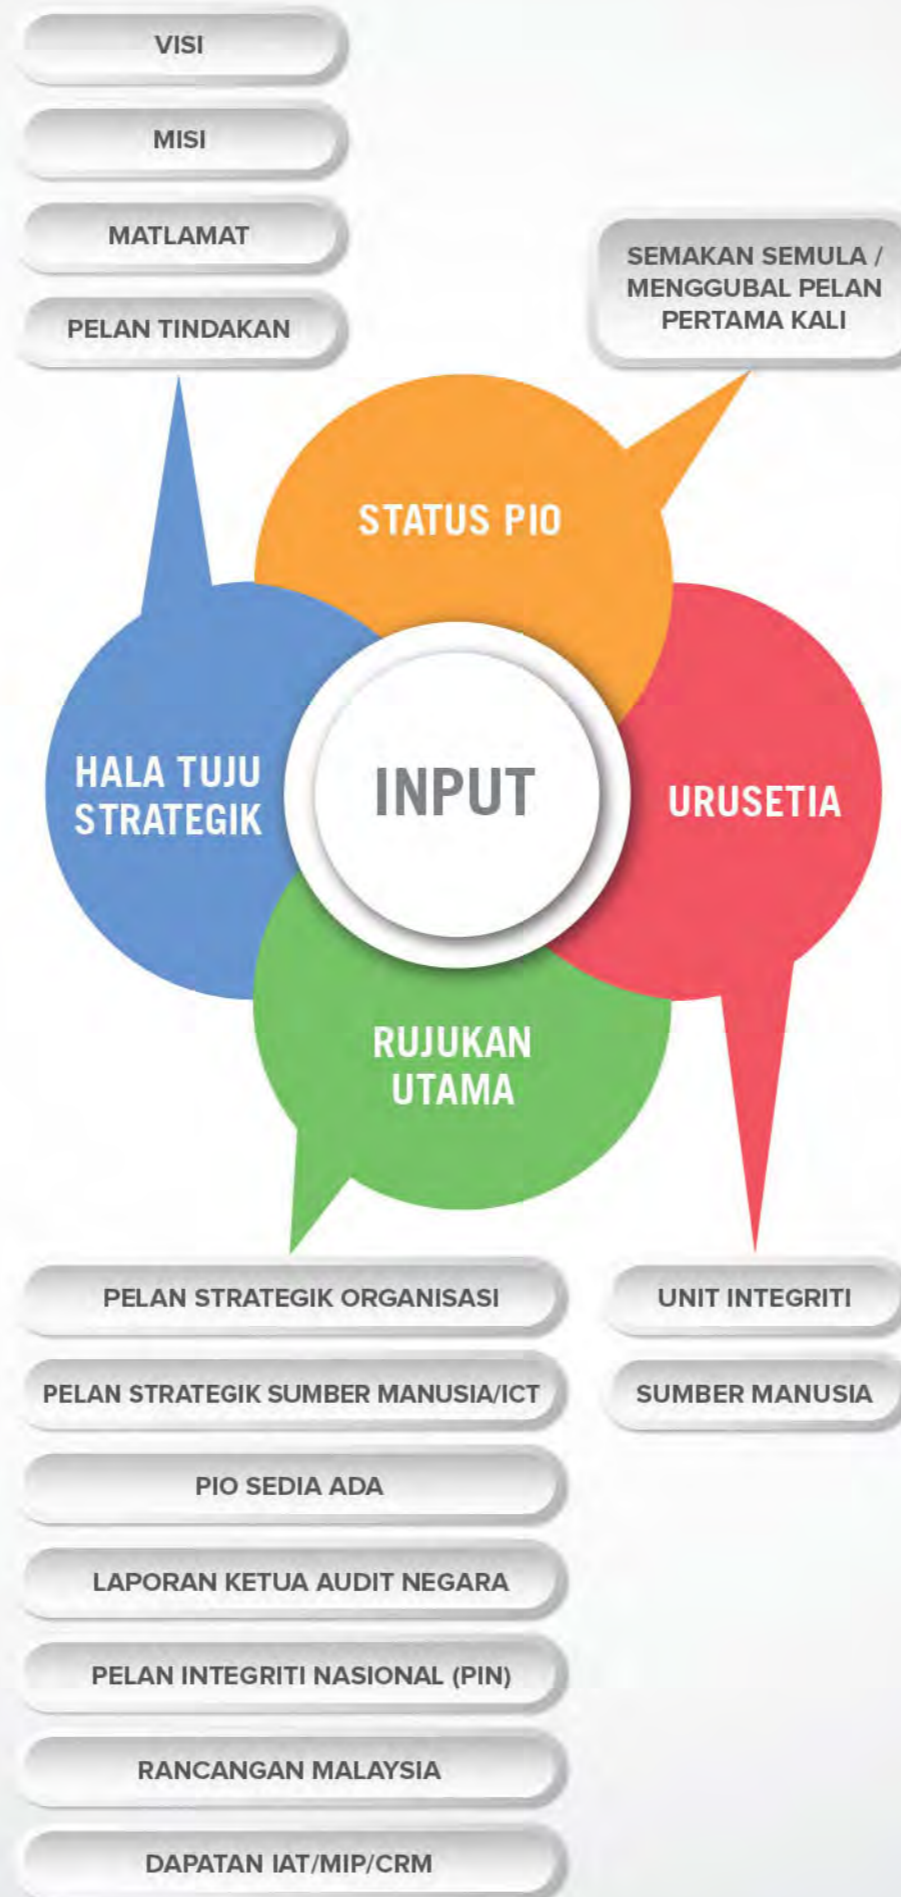 VISI
MISI
MATLAMAT
PELAN TINDAKAN
SEMAKAN SEMULA /
MENGGUBAL PELAN
PERTAMA KALI
STATUS PIO
HALA TUJU
STRATEGIK
INPUT
URUSETIA
RUJUKAN
UTAMA
PELAN STRATEGIK ORGANISASI
PELAN STRATEGIK SUMBER MANUSIA/ICT
PIO SEDIA ADA
LAPORAN KETUA AUDIT NEGARA
PELAN INTEGRITI NASIONAL (PIN)
RANCANGAN MALAYSIA
DAPATAN IAT/MIP/CRM
UNIT INTEGRITI
SUMBER MANUSIA